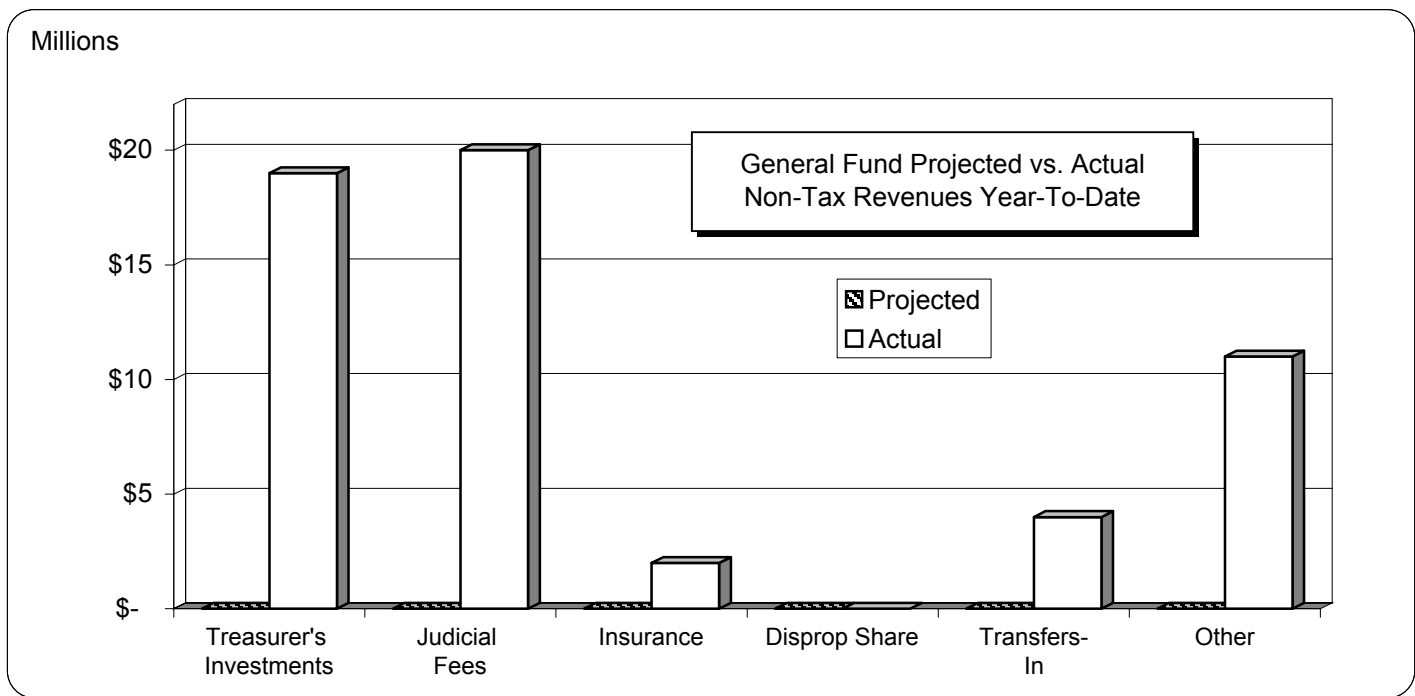 Millions
General Fund Projected vs. Actual
Non-Tax Revenues Year-To-Date
$20
$15
Projected
Actual
$10
$5
$-
Treasurer's
Investments
Judicial
Fees
Insurance
Disprop Share
Transfers-
In
Other